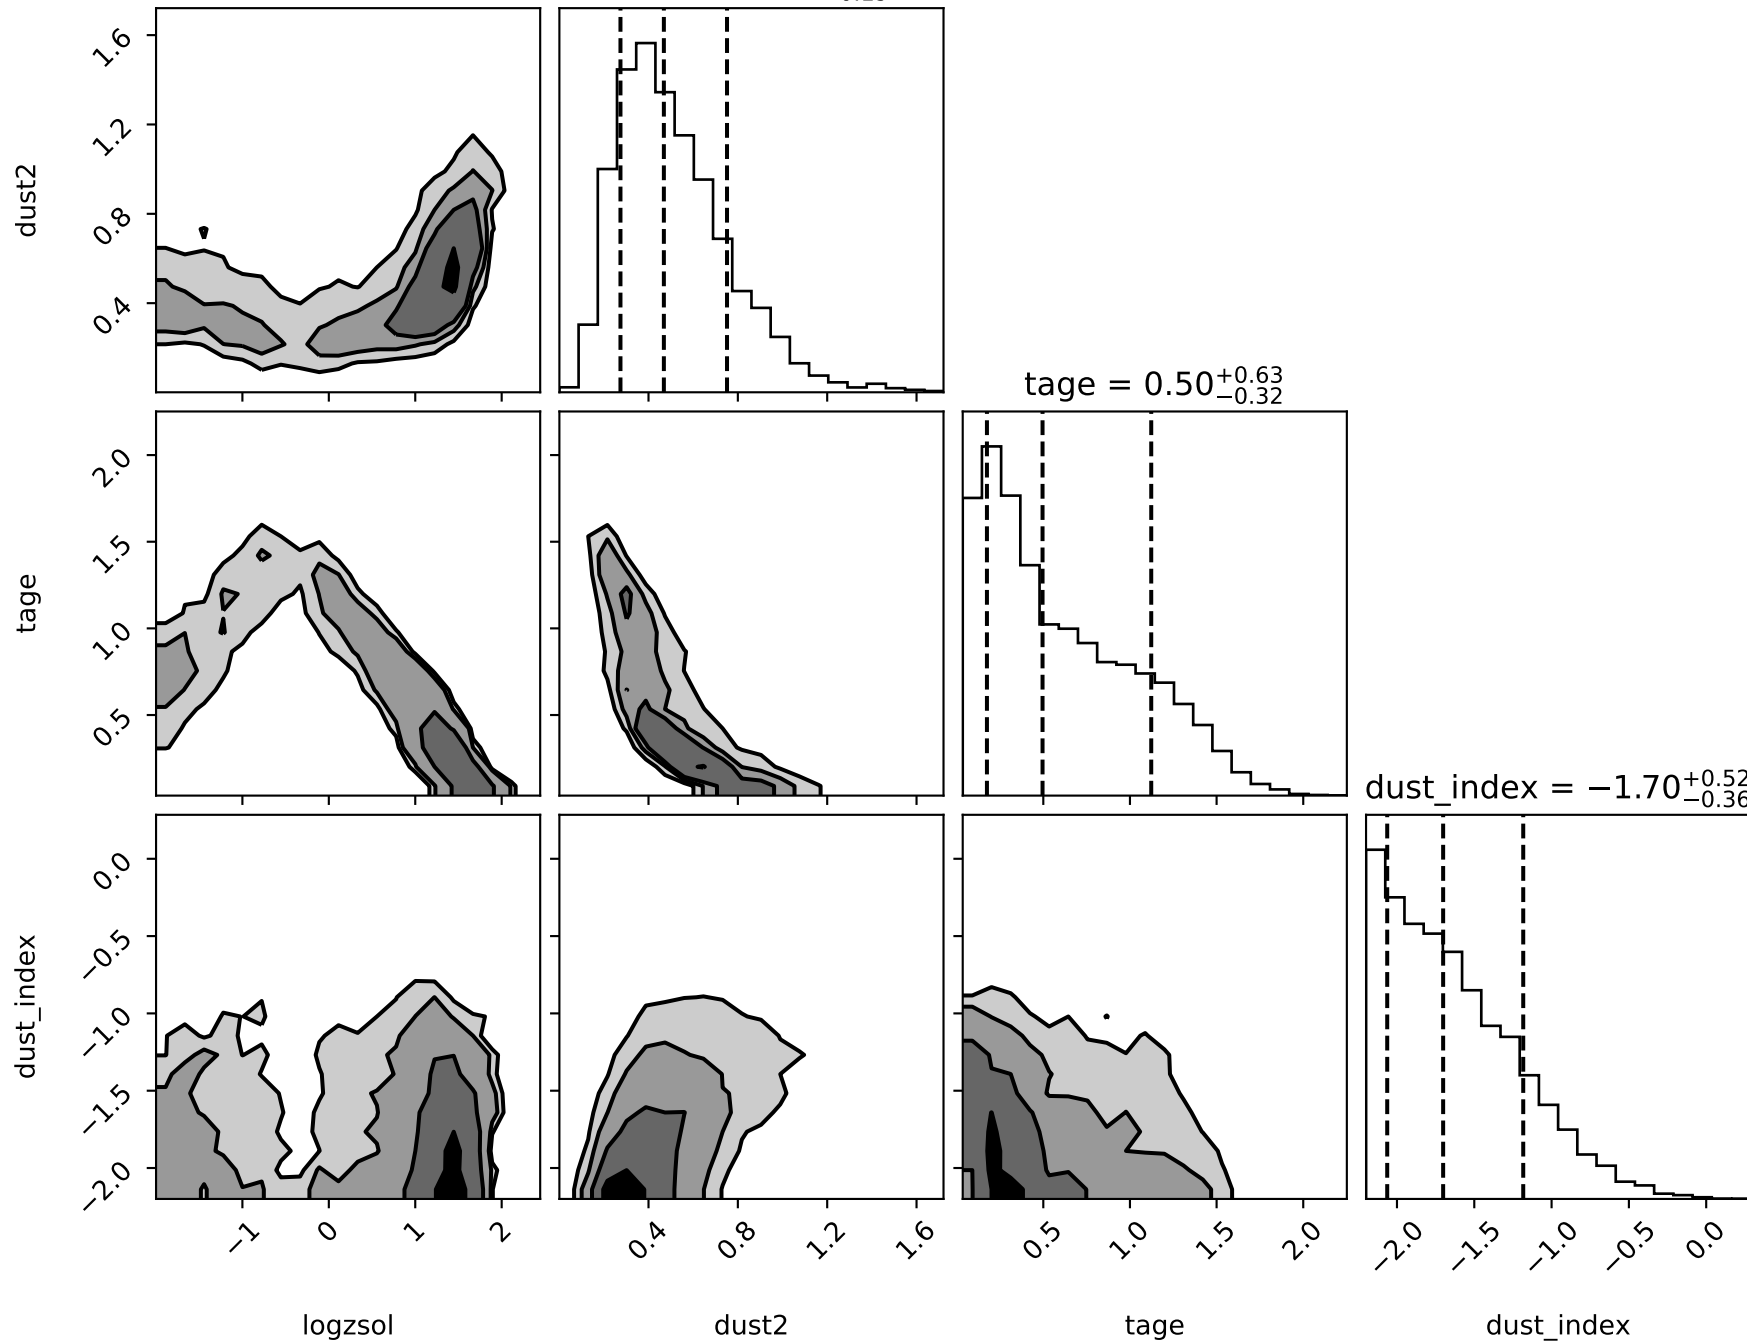 1.6
1.2
0.8
0.4
dust2
tage = 0.50 +0.63 −0.32
2.0
1.5
1.0
0.5
tage
dust_index = −1.70 +0.52 −0.36
0.0
−0.5
−1.0
−1.5
−2.0
dust_index
−1 0 1 2
0.4 0.8 1.2 1.6
0.5 1.0 1.5 2.0
−2.0 −1.5 −1.0 −0.5 0.0
logzsol dust2 tage dust_index